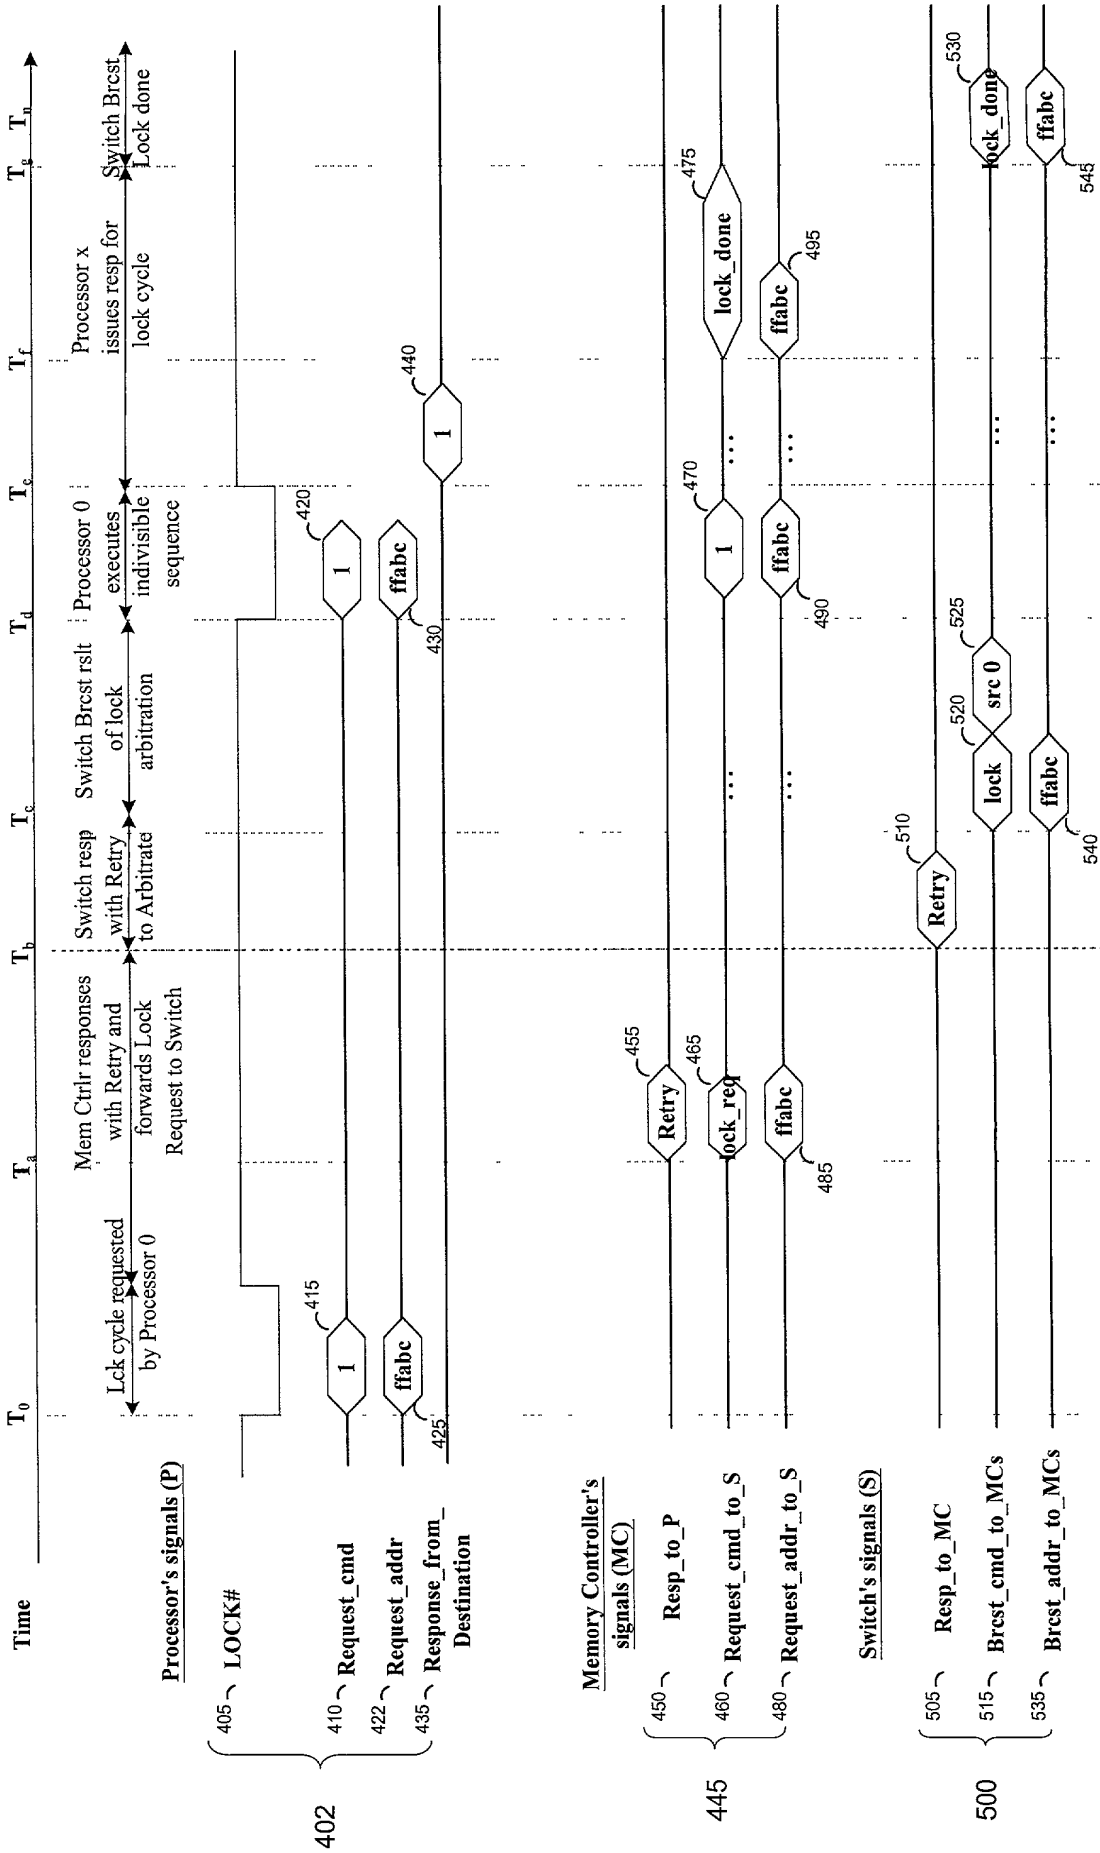 Time
T0
Ta
Tb
Tc
Td
Te
Tf
Tg
Tn
Lck cycle requested
by Processor 0
Mem Ctrlr responses
with Retry and
forwards Lock
Request to Switch
Switch resp
with Retry
to Arbitrate
Switch Brcst rslt
of lock
arbitration
Processor 0
executes
indivisible
sequence
Processor x
issues resp for
lock cycle
Switch Brcst
Lock done
Processor's signals (P)
402
405 LOCK#
410 Request_cmd
1 415
1 420
422 Request_addr
ffabc 425
ffabc 430
435 Response_from_
Destination
1 440
Memory Controller's
signals (MC)
445
450 Resp_to_P
Retry 455
460 Request_cmd_to_S
lock_req 465
...
1 470
...
lock_done 475
480 Request_addr_to_S
ffabc 485
...
ffabc 490
...
ffabc 495
Switch's signals (S)
500
505 Resp_to_MC
Retry 510
515 Brcst_cmd_to_MCs
lock 520
src 0 525
...
lock_done 530
535 Brcst_addr_to_MCs
ffabc 540
...
ffabc 545